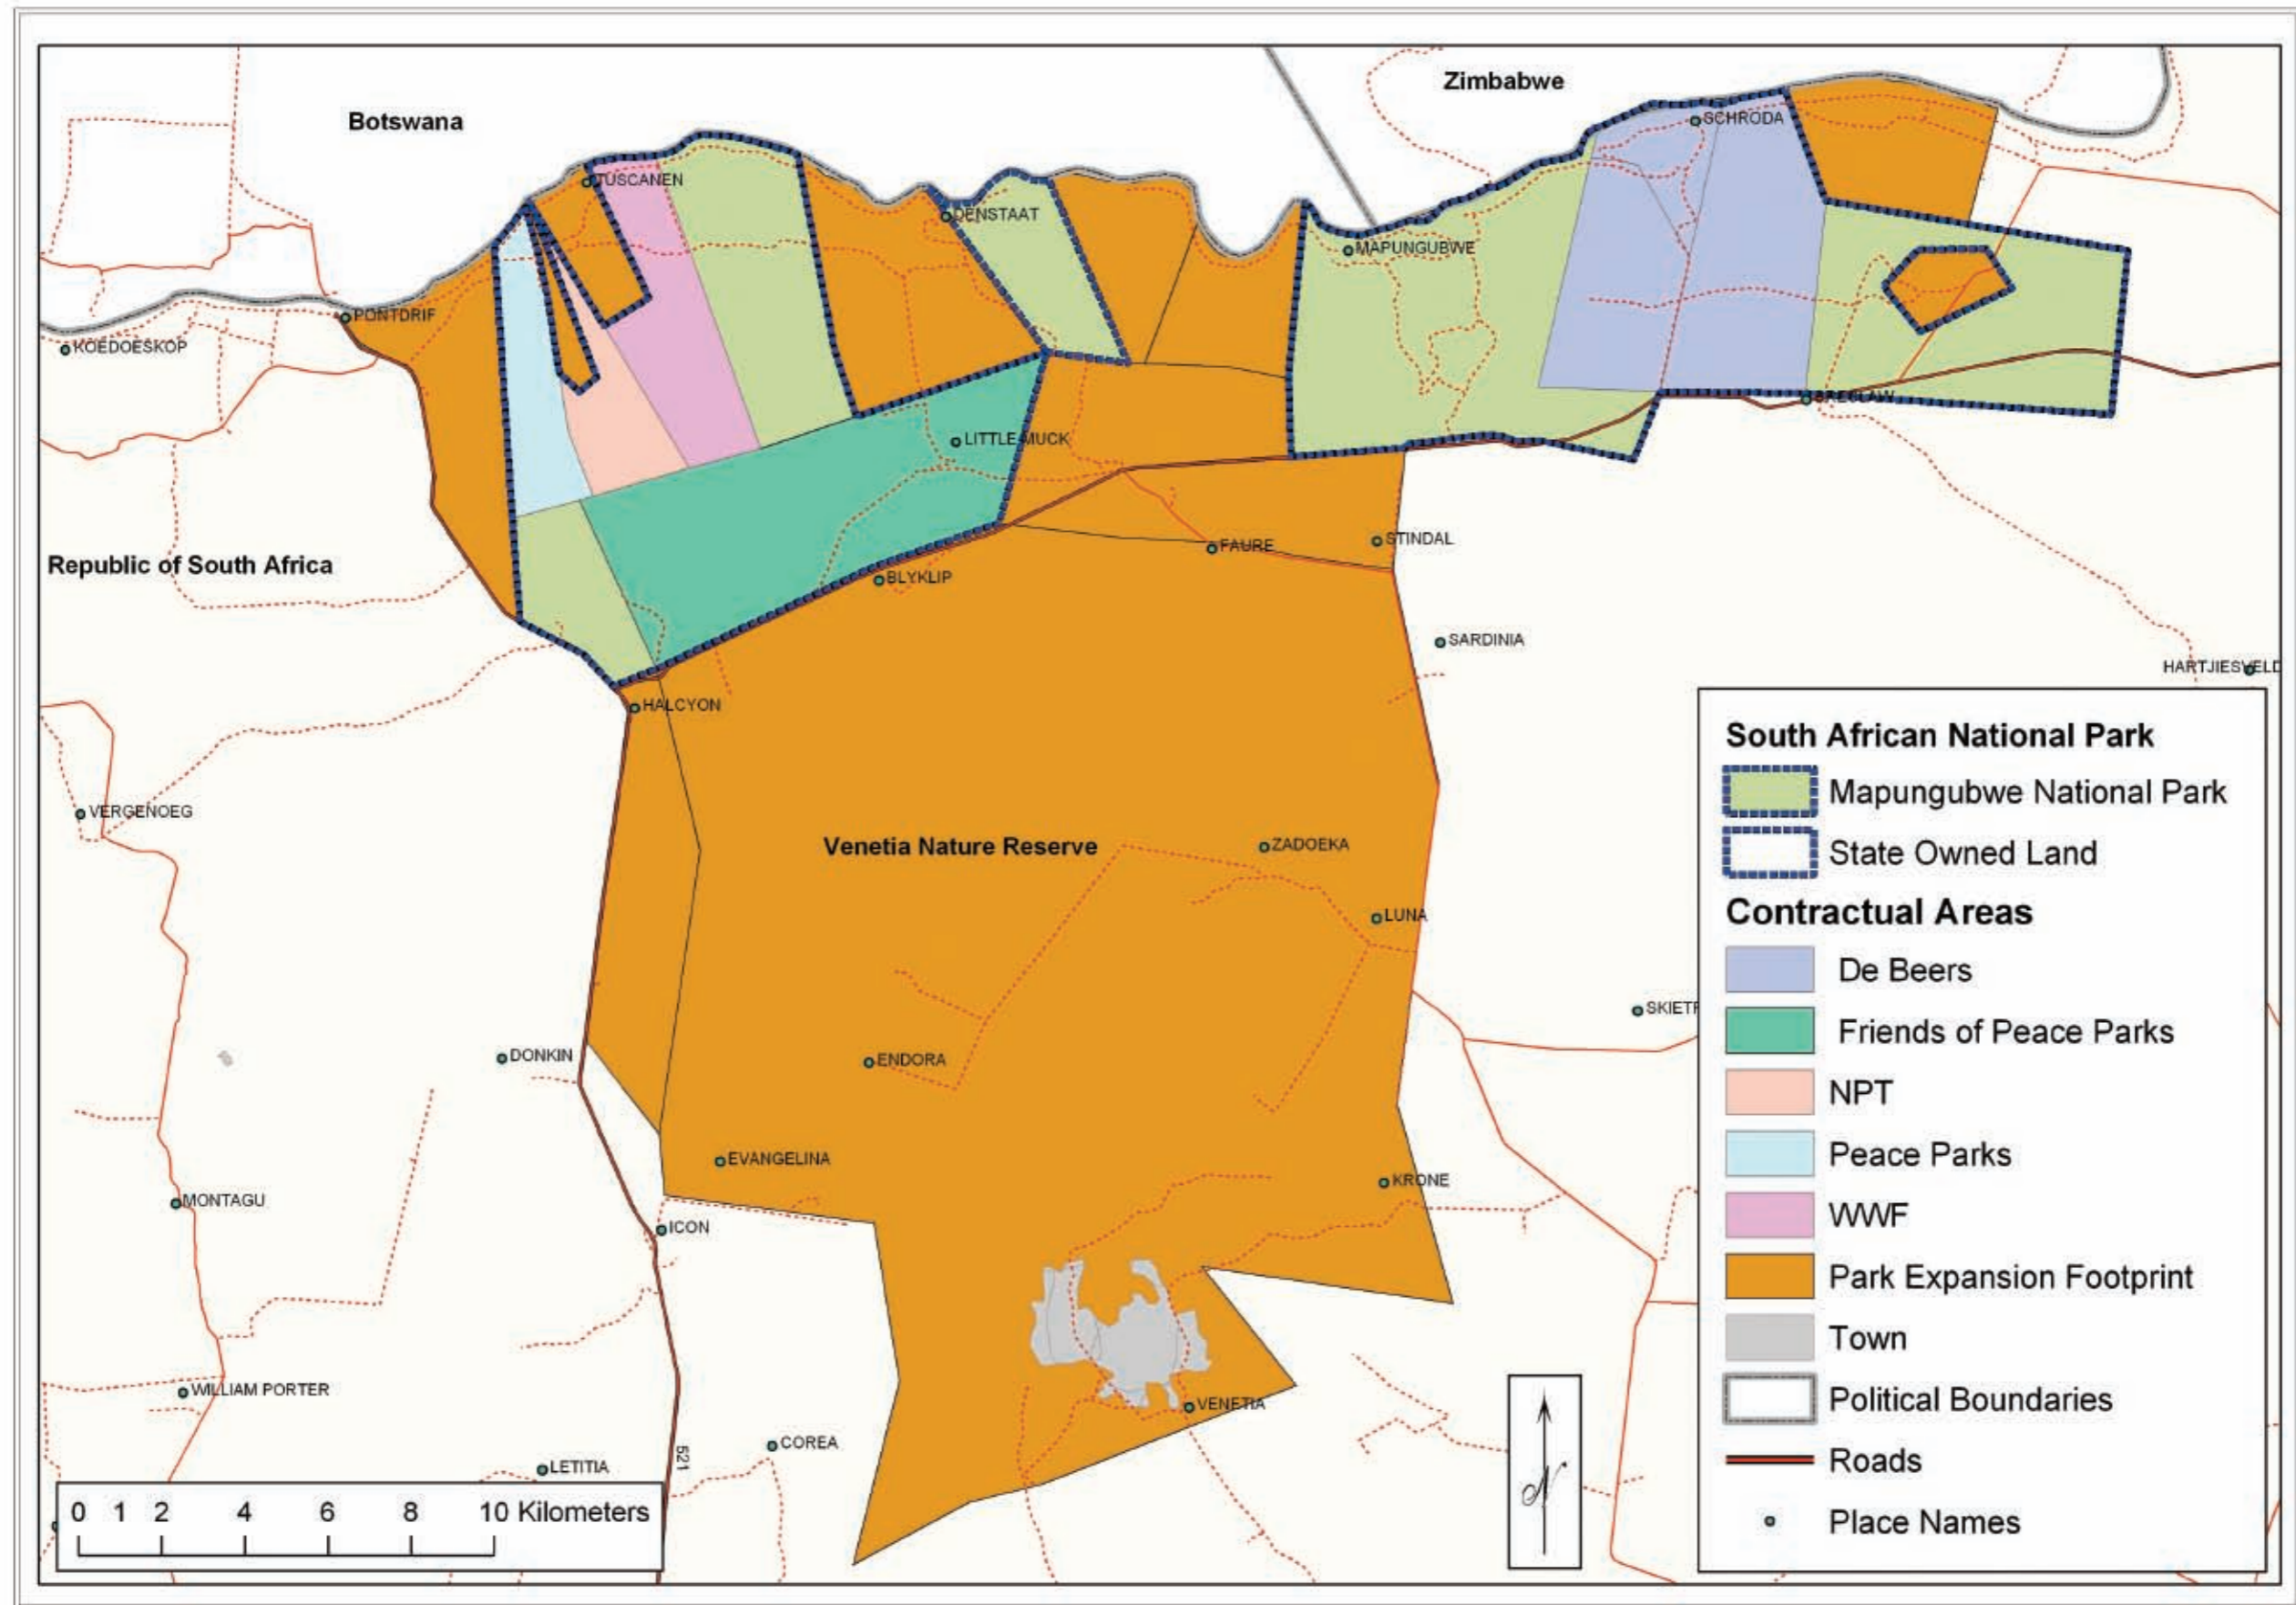 Zimbabwe
Botswana
SCHRODA
TUSCANEN
DENSTAAT
MAPUNGUBWE
PONTDRIF
KOEDOESKOP
BRESLAW
LITTLE MUCK
STINDAL
FAURE
Republic of South Africa
BLYKLIP
SARDINIA
HARTJIESVELD
HALCYON
VERGENOEG
Venetia Nature Reserve
ZADOEKA
LUNA
DONKIN
ENDORA
EVANGELINA
KRONE
MONTAGU
ICON
WILLIAM PORTER
VENETIA
COREA
LETITIA
521
0 1 2 4 6 8 10 Kilometers
N
South African National Park
Mapungubwe National Park
State Owned Land
Contractual Areas
De Beers
Friends of Peace Parks
NPT
Peace Parks
WWF
Park Expansion Footprint
Town
Political Boundaries
Roads
Place Names